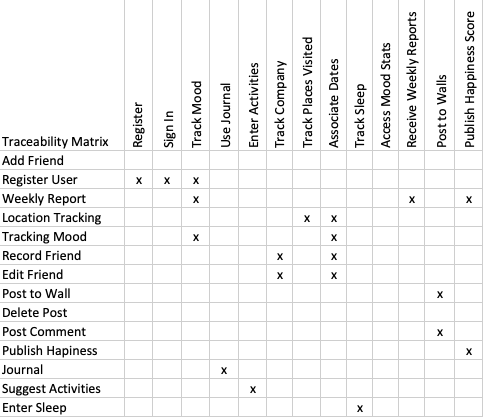 Traceability Matrix Register Sign In Track Mood Use Journal Enter Activities Track Company Track Places Visited Associate Dates Track Sleep Access Mood Stats Receive Weekly Reports Post to Walls Publish Happiness Score
Add Friend
Register User x x x
Weekly Report x x x
Location Tracking x x
Tracking Mood x x
Record Friend x x
Edit Friend x x
Post to Wall x
Delete Post
Post Comment x
Publish Hapiness x
Journal x
Suggest Activities x
Enter Sleep x